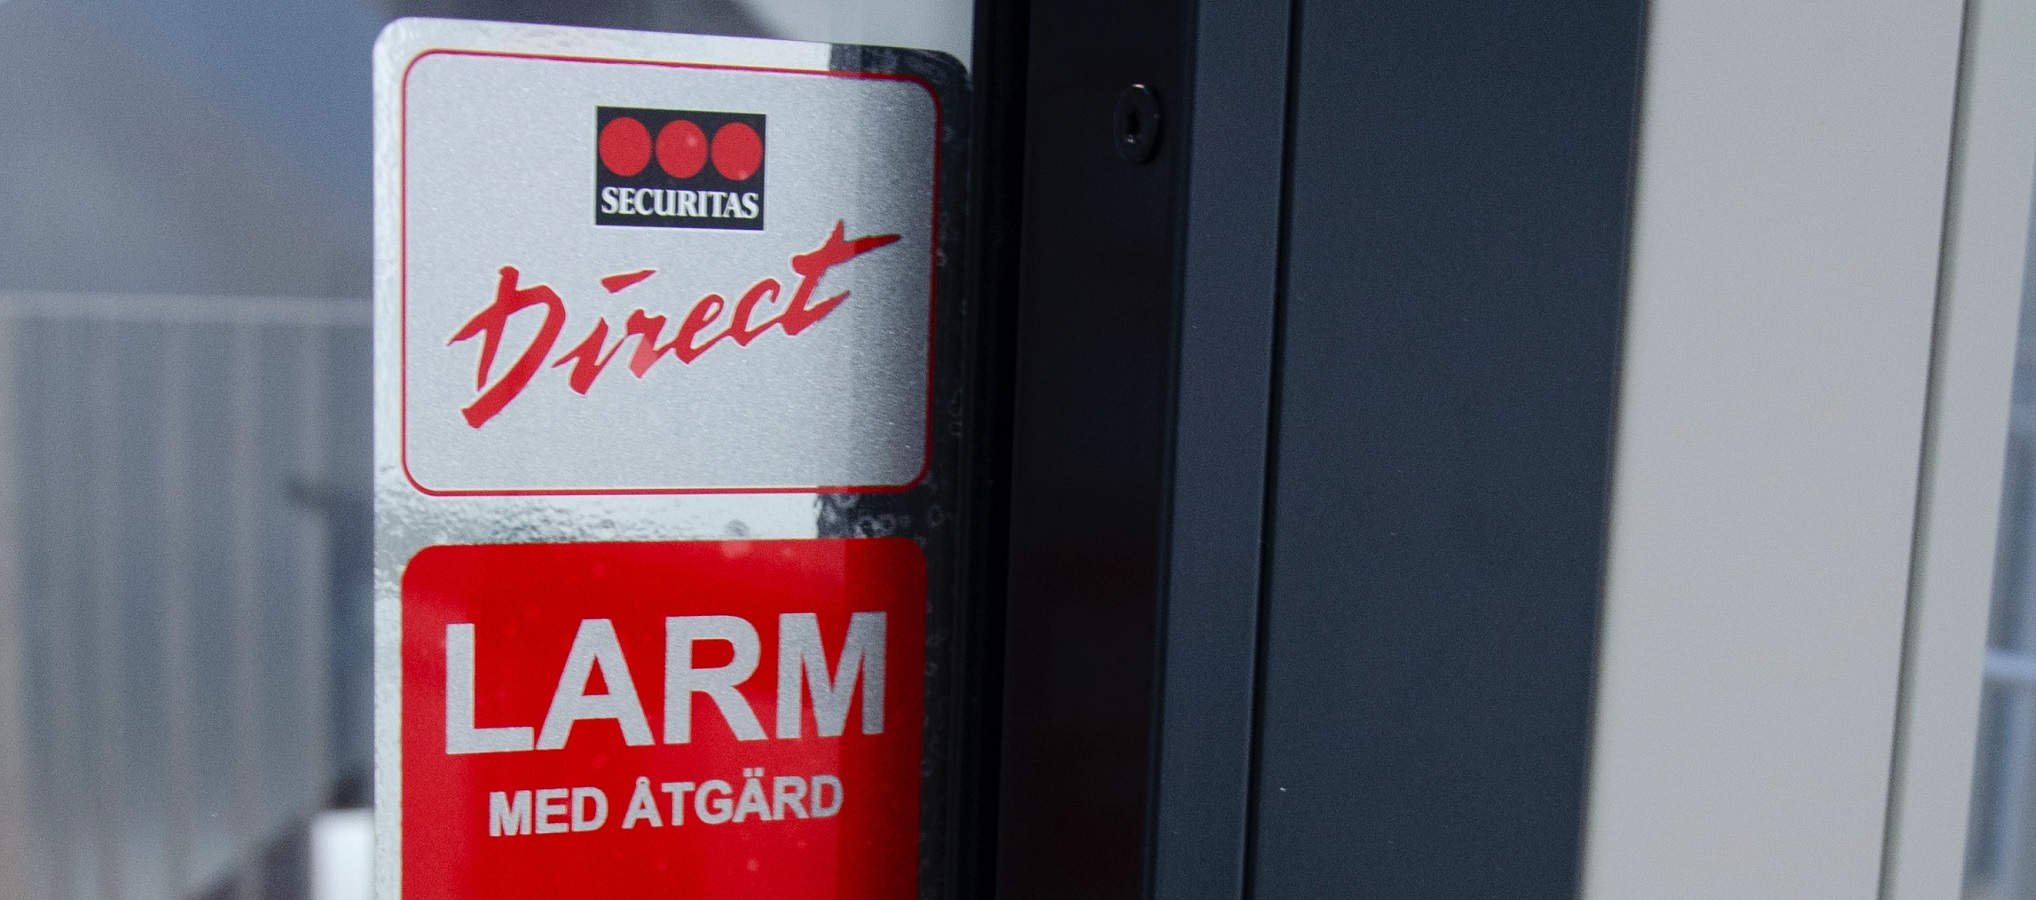 SECURITAS
Direct
LARM
MED ÅTGÄRD